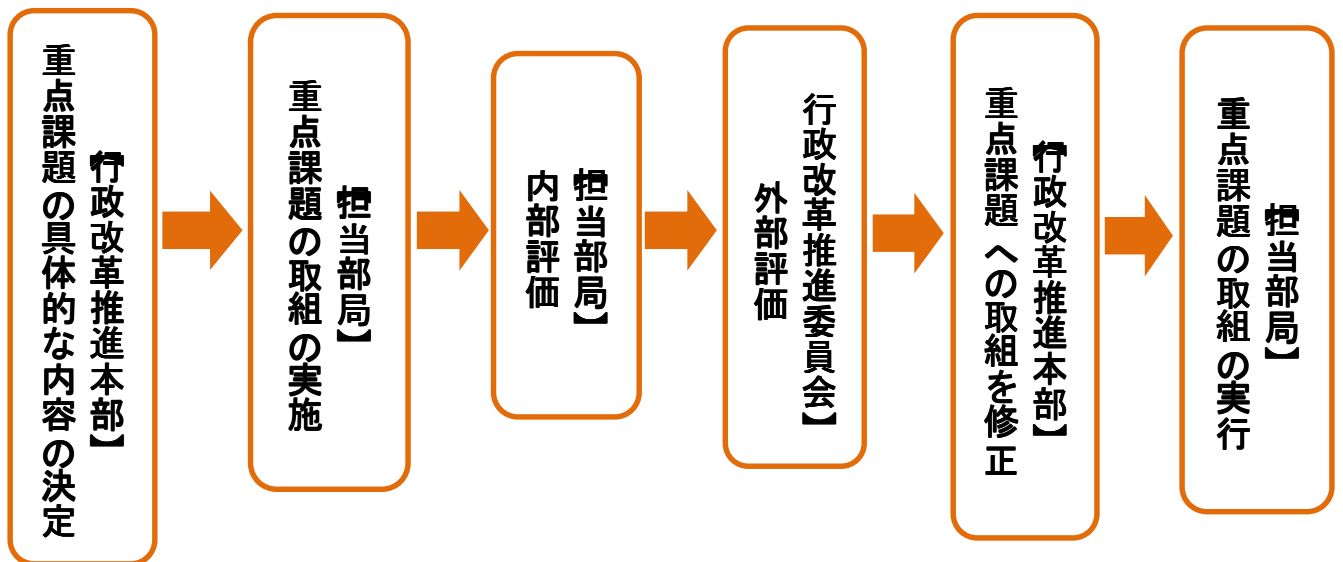 【行政改革推進本部】
重点課題の具体的な内容の決定
【担当部局】
重点課題の取組の実施
【担当部局】
内部評価
行政改革推進委員会】
外部評価
【行政改革推進本部】
重点課題への取組を修正
【担当部局】
重点課題の取組の実行